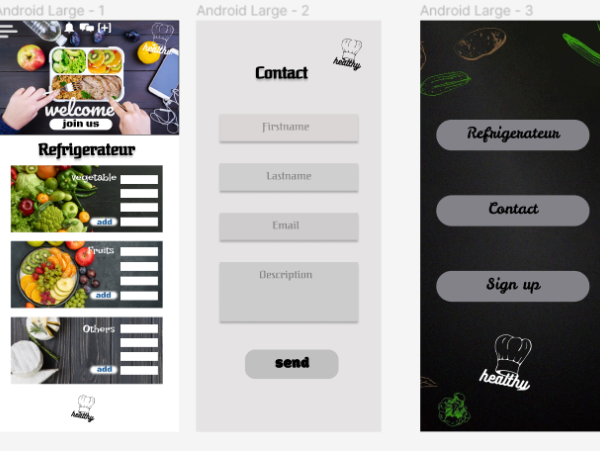 Android Large - 1
[+]
healthy
welcome
join us
Refrigerateur
Vegetable
add
Fruits
add
Others
add
healthy
Android Large - 2
healthy
Contact
Firstname
Lastname
Email
Description
send
Android Large - 3
Refrigerateur
Contact
Sign up
healthy